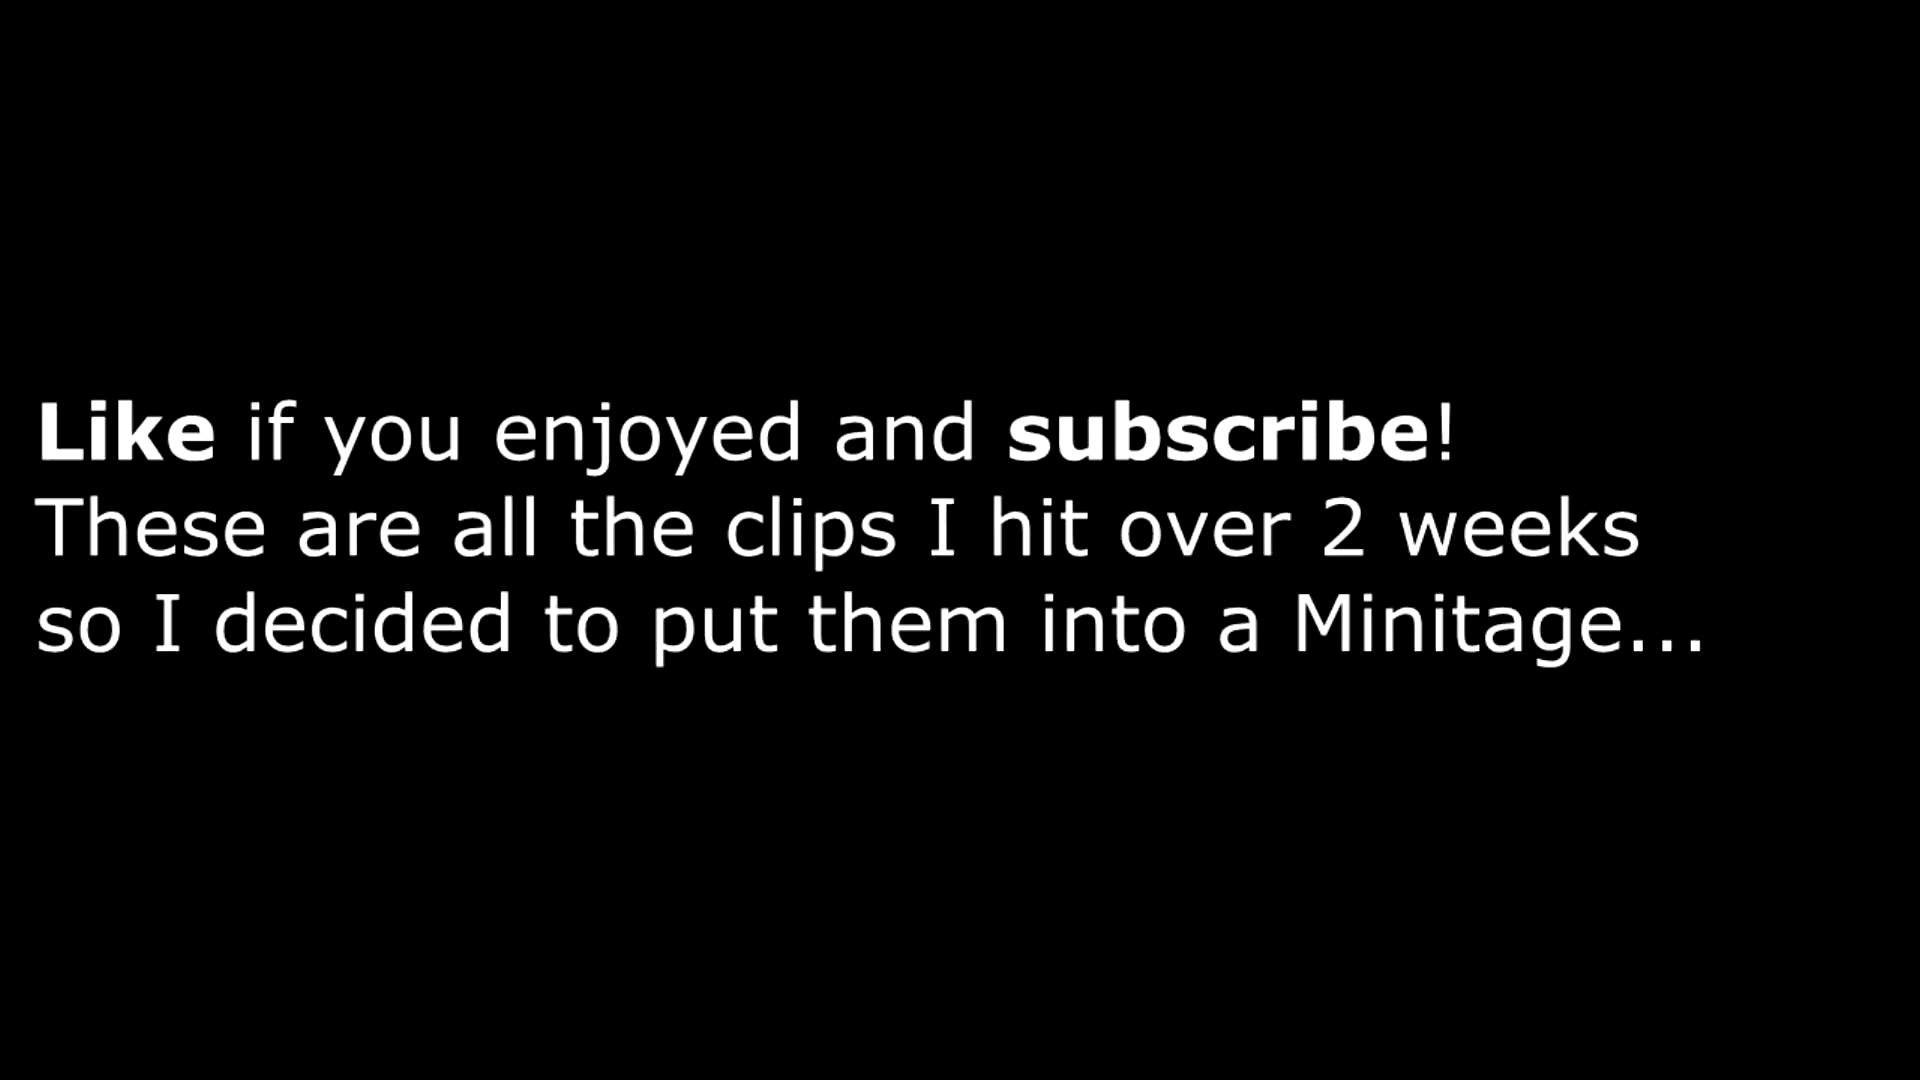 Like if you enjoyed and subscribe!
These are all the clips I hit over 2 weeks
so I decided to put them into a Minitage...